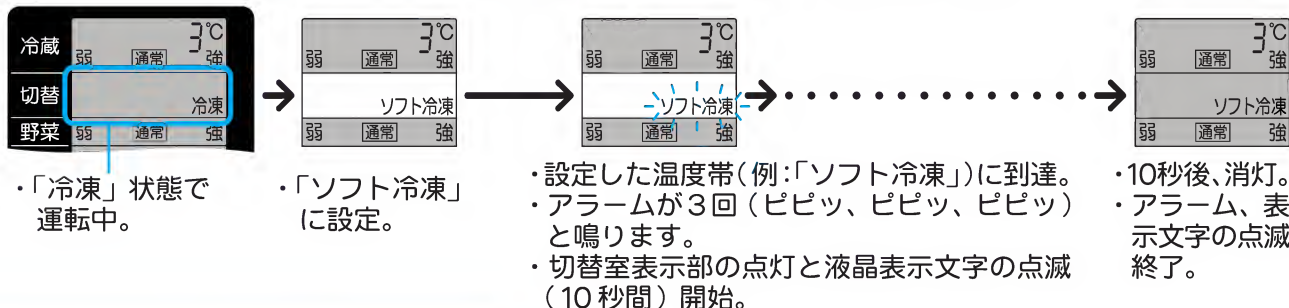 冷蔵
3℃
弱 通常 強
切替
冷凍
野菜
弱 通常 強
3℃
弱 通常 強
ソフト冷凍
弱 通常 強
3℃
弱 通常 強
ソフト冷凍
弱 通常 強
3℃
弱 通常 強
ソフト冷凍
弱 通常 強
・「冷凍」状態で
運転中。
・「ソフト冷凍」
に設定。
・設定した温度帯(例:「ソフト冷凍」)に到達。
・アラームが3回(ピピッ、ピピッ、ピピッ)
と鳴ります。
・切替室表示部の点灯と液晶表示文字の点滅
(10秒間)開始。
・10秒後、消灯。
・アラーム、表
示文字の点滅
終了。